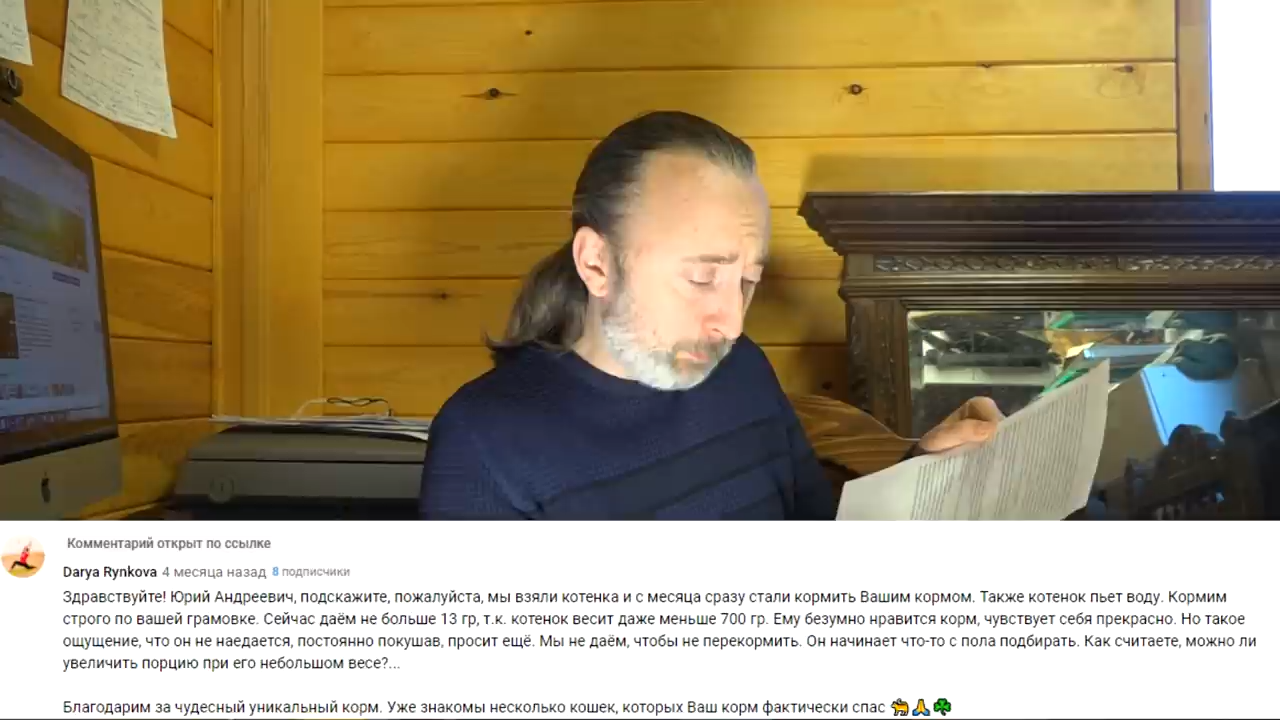 Комментарий открыт по ссылке
Darya Rynkova 4 месяца назад 8 подписчики
Здравствуйте! Юрий Андреевич, подскажите, пожалуйста, мы взяли котенка и с месяца сразу стали кормить Вашим кормом. Также котенок пьет воду. Кормим
строго по вашей грамовке. Сейчас даём не больше 13 гр, т.к. котенок весит даже меньше 700 гр. Ему безумно нравится корм, чувствует себя прекрасно. Но такое
ощущение, что он не наедается, постоянно покушав, просит ещё. Мы не даём, чтобы не перекормить. Он начинает что-то с пола подбирать. Как считаете, можно ли
увеличить порцию при его небольшом весе?...
Благодарим за чудесный уникальный корм. Уже знакомы несколько кошек, которых Ваш корм фактически спас 🐈🙏☘